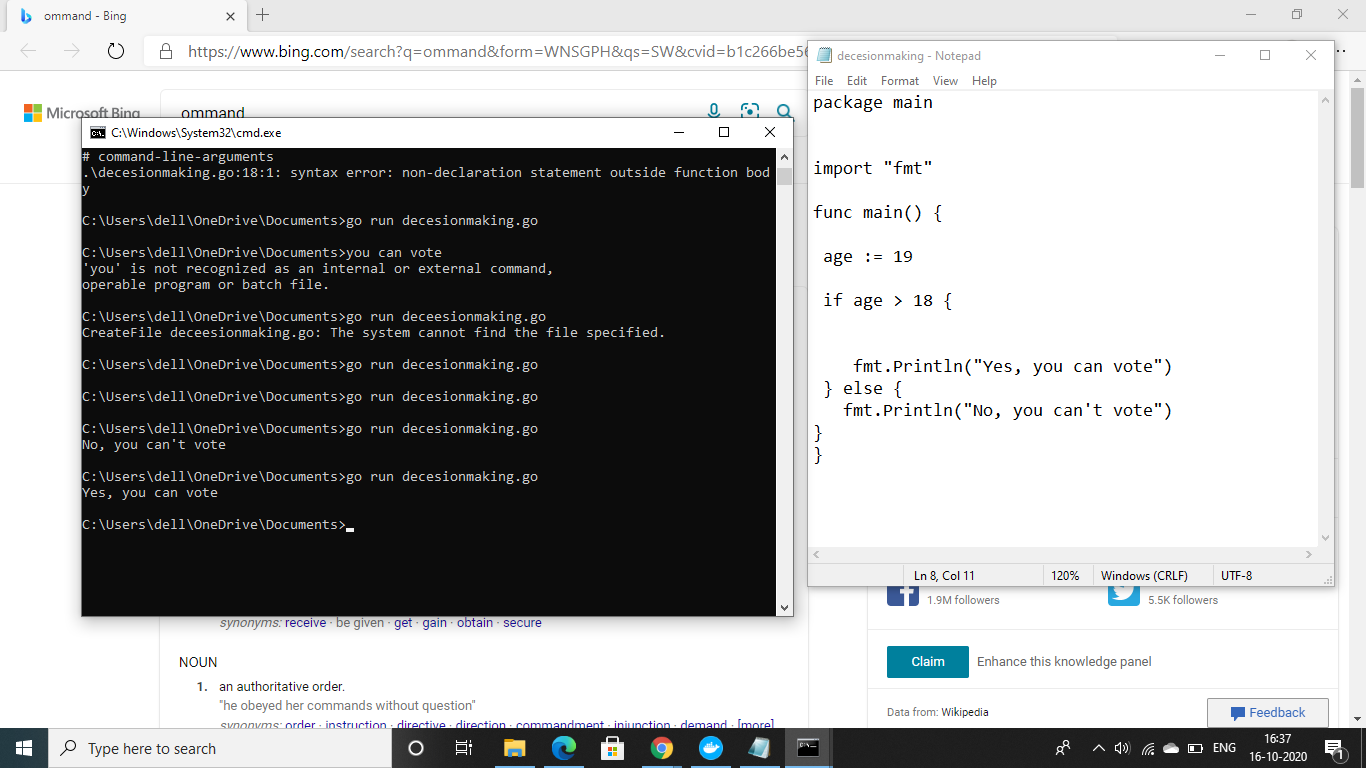 ommand - Bing
https://www.bing.com/search?q=ommand&form=WNSGPH&qs=SW&cvid=b1c266be56
Microsoft Bing
ommand
C:\Windows\System32\cmd.exe
# command-line-arguments
.\decesionmaking.go:18:1: syntax error: non-declaration statement outside function bod
y
C:\Users\dell\OneDrive\Documents>go run decesionmaking.go
C:\Users\dell\OneDrive\Documents>you can vote
'you' is not recognized as an internal or external command,
operable program or batch file.
C:\Users\dell\OneDrive\Documents>go run deceesionmaking.go
CreateFile deceesionmaking.go: The system cannot find the file specified.
C:\Users\dell\OneDrive\Documents>go run decesionmaking.go
C:\Users\dell\OneDrive\Documents>go run decesionmaking.go
C:\Users\dell\OneDrive\Documents>go run decesionmaking.go
No, you can't vote
C:\Users\dell\OneDrive\Documents>go run decesionmaking.go
Yes, you can vote
C:\Users\dell\OneDrive\Documents>
decesionmaking - Notepad
File Edit Format View Help
package main
import "fmt"
func main() {
age := 19
if age > 18 {
fmt.Println("Yes, you can vote")
} else {
fmt.Println("No, you can't vote")
}
}
Ln 8, Col 11 120% Windows (CRLF) UTF-8
synonyms: receive · be given · get · gain · obtain · secure
NOUN
1. an authoritative order.
"he obeyed her commands without question"
synonyms: order · instruction · directive · direction · commandment · injunction · demand · [more]
1.9M followers
5.5K followers
Claim
Enhance this knowledge panel
Data from: Wikipedia
Feedback
Type here to search
ENG
16:37
16-10-2020
1